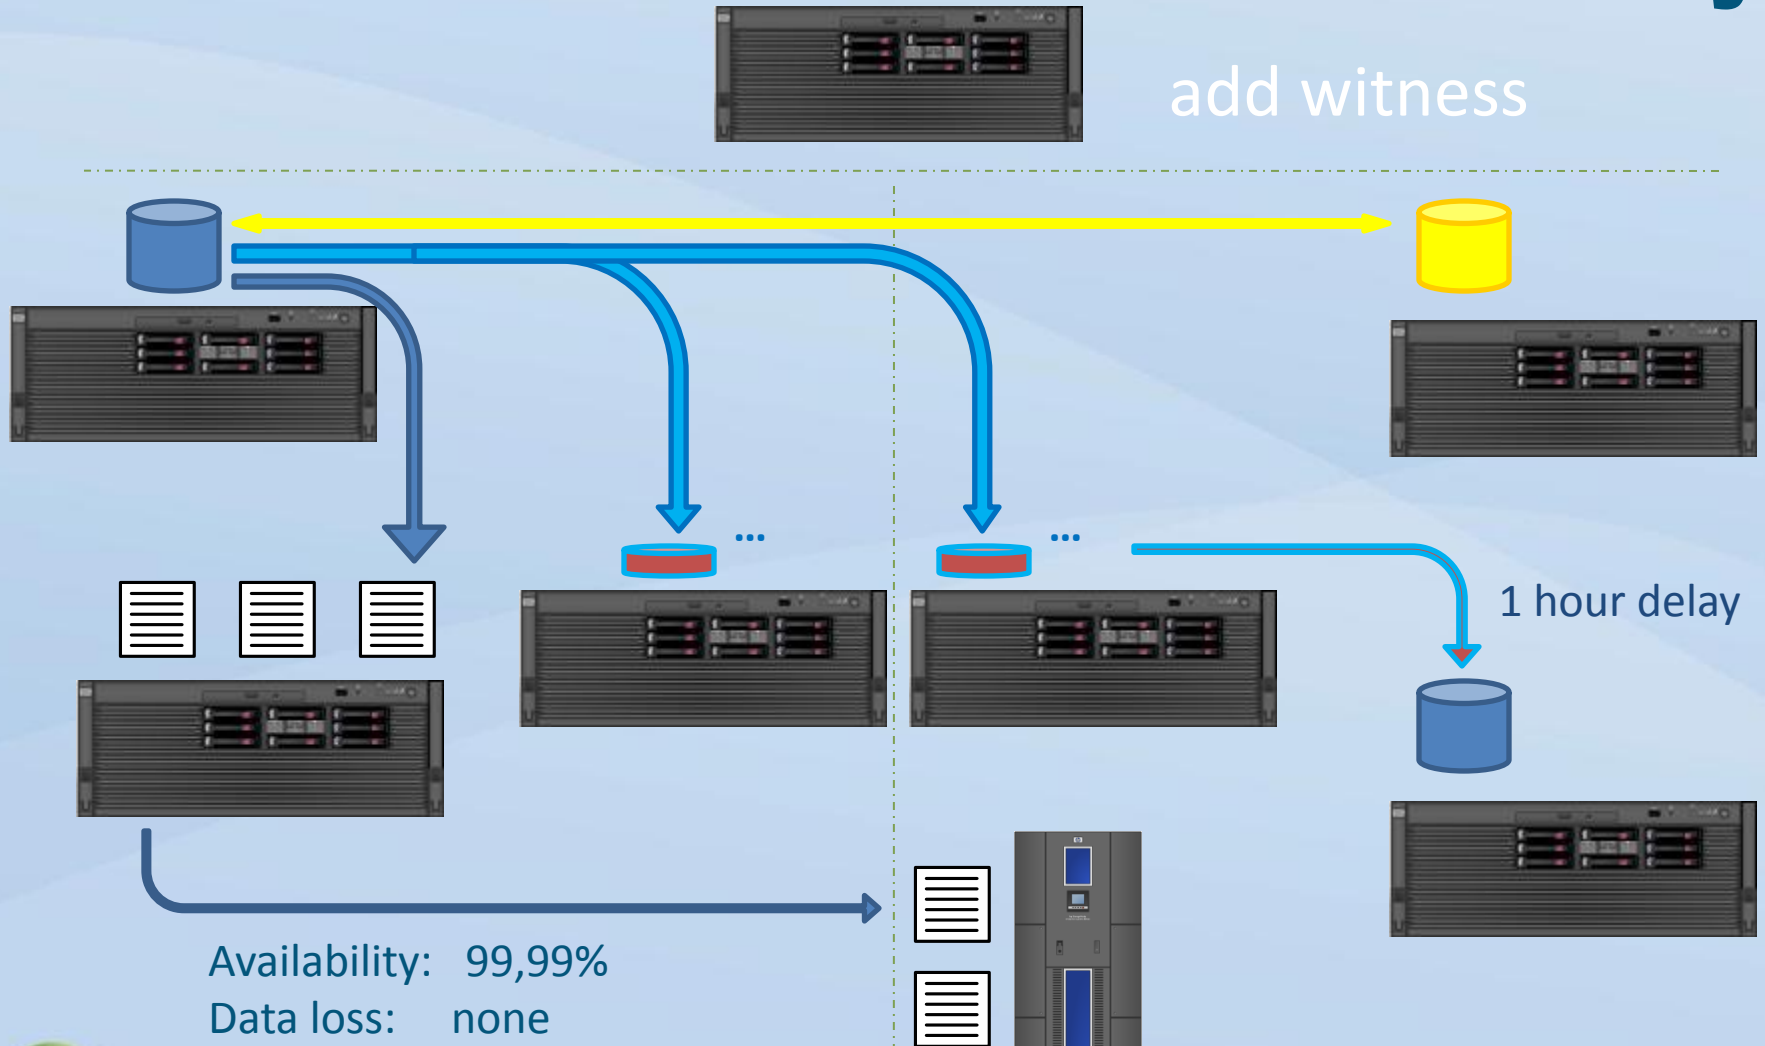 add witness
...
...
1 hour delay
Availability: 99,99%
Data loss: none